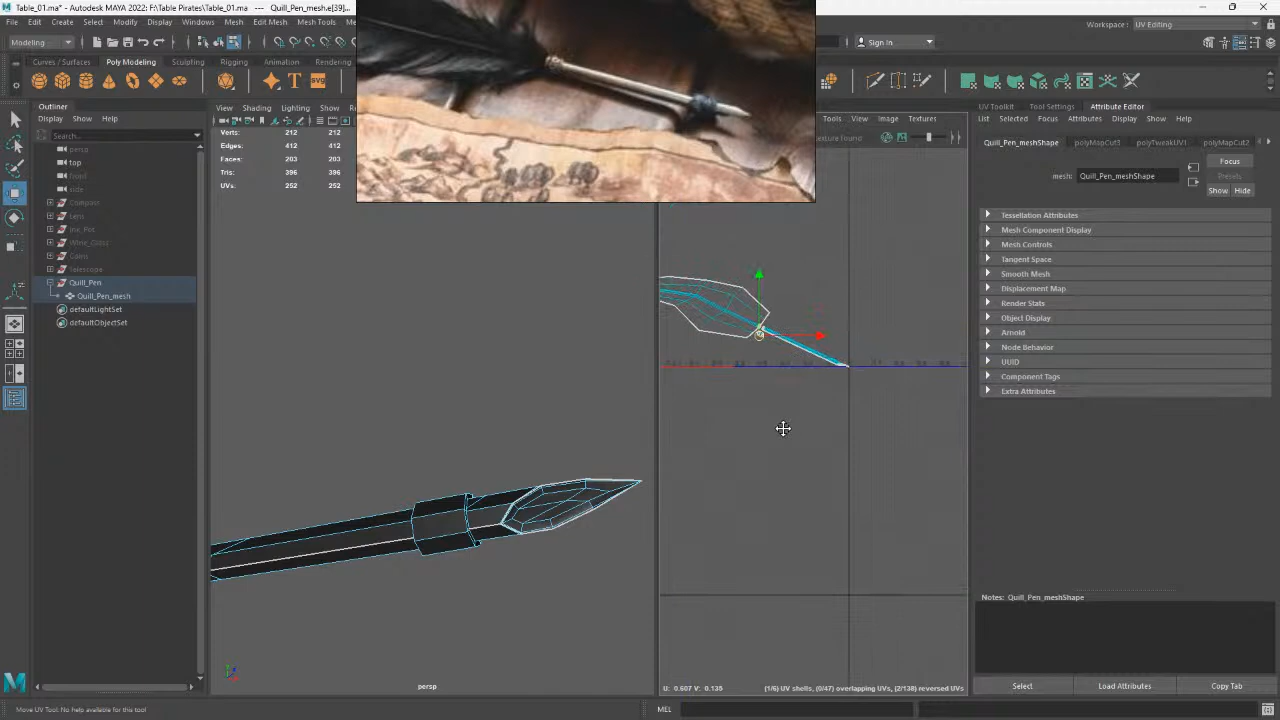 Table_01.ma* - Autodesk MAYA 2022: F:\Table Pirates\Table_01.ma --- Quill_Pen_mesh.e[39]...
File Edit Create Select Modify Display Windows Mesh Edit Mesh Mesh Tools
Workspace : UV Editing
Modeling
Sign In...
Curves / Surfaces Poly Modeling Sculpting Rigging Animation
Outliner
Display Show Help
Search...
persp
top
front
side
Compass
Lens
Ink_Pot
Wine_Glass
Coins
Telescope
Quill_Pen
Quill_Pen_mesh
defaultLightSet
defaultObjectSet
View Shading Lighting Show
Verts: 212 212
Edges: 412 412
Faces: 203 203
Tris: 396 396
UVs: 252 252
persp
Tools View Image Textures
U: 0.607 V: 0.135 (1/6) UV shells, (0/47) overlapping UVs, (2/138) reversed UVs
UV Toolkit Tool Settings Attribute Editor
List Selected Focus Attributes Display Show Help
Quill_Pen_meshShape polyMapCut3 polyTweakUV1 polyMapCut2
mesh: Quill_Pen_meshShape
Focus
Presets
Show Hide
Tessellation Attributes
Mesh Component Display
Mesh Controls
Tangent Space
Smooth Mesh
Displacement Map
Render Stats
Object Display
Arnold
Node Behavior
UUID
Component Tags
Extra Attributes
Notes: Quill_Pen_meshShape
Select Load Attributes Copy Tab
Move UV Tool: No help available for this tool
MEL